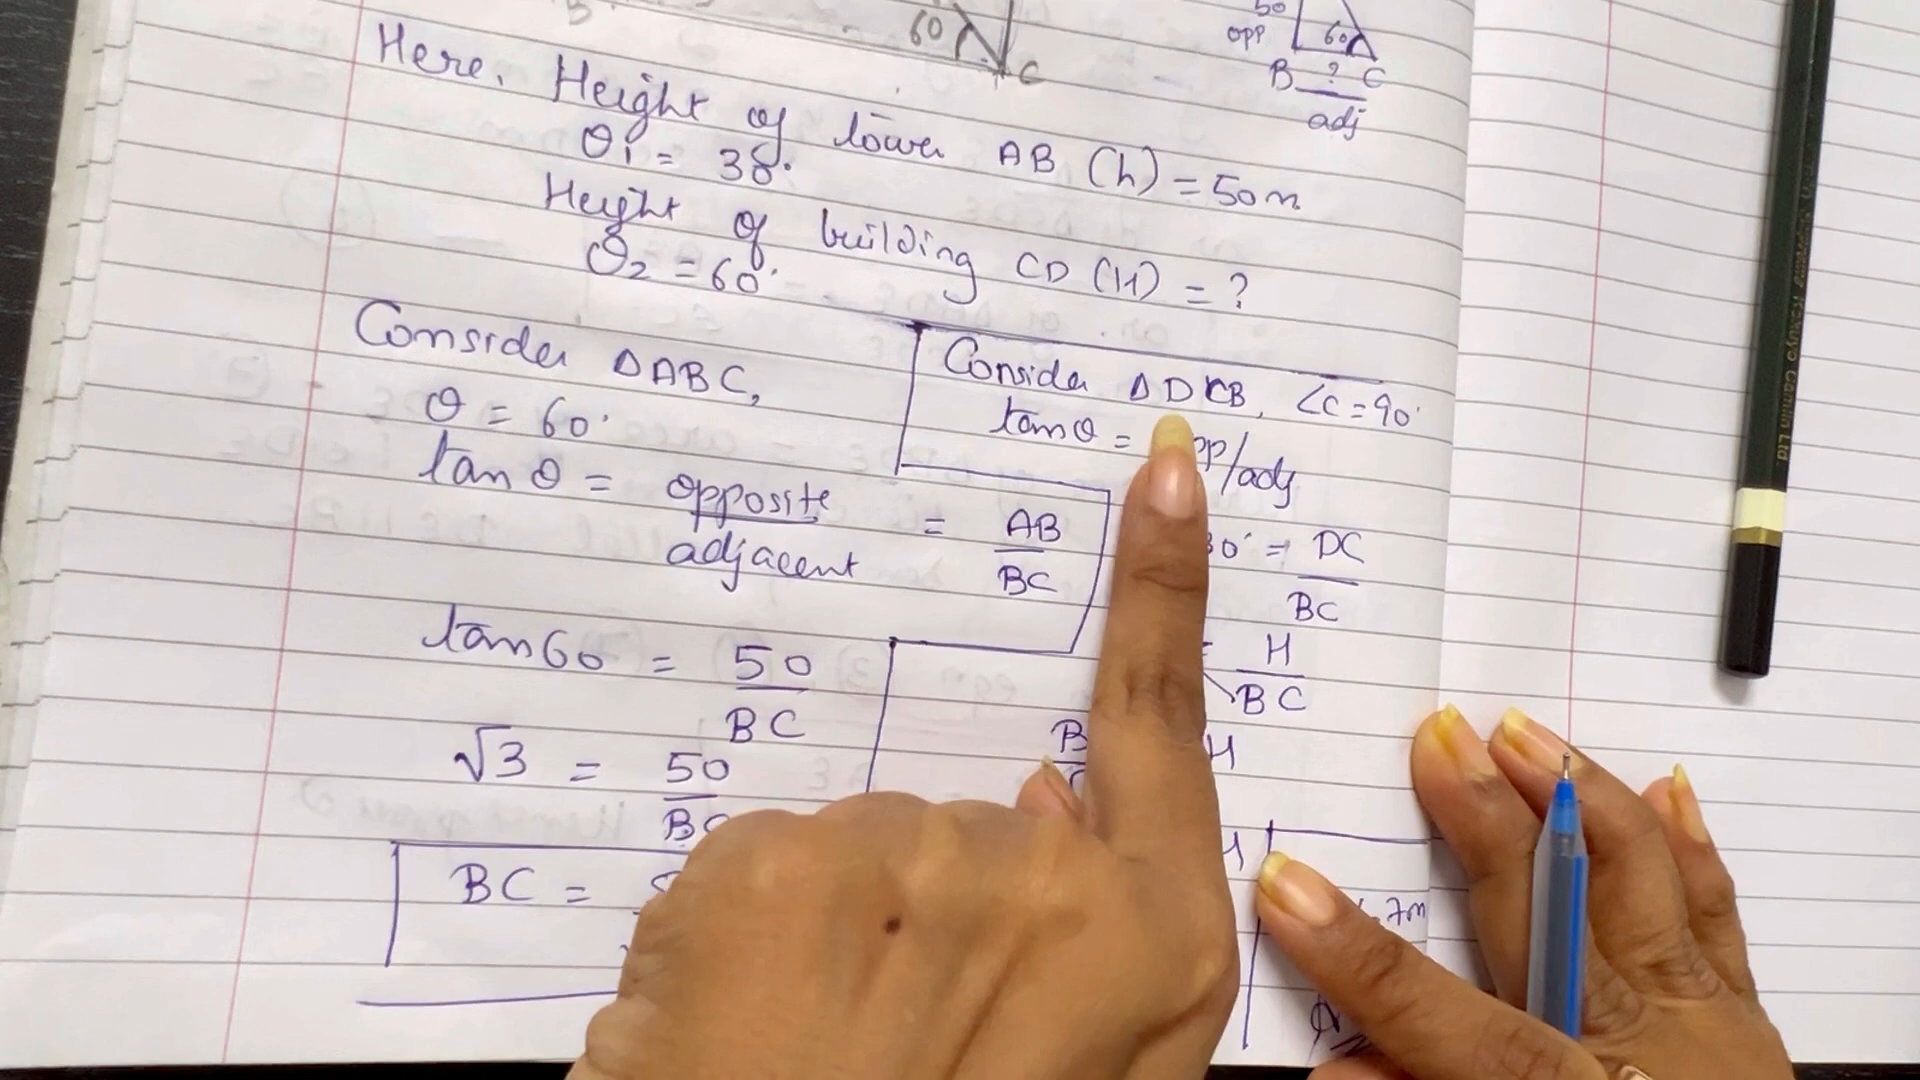 60
C
50
opp
60
B ? C
adj
Here, Height of tower AB (h) = 50m
θ1 = 30°
Height of building CD (H) = ?
θ2 = 60°
Consider ΔABC,
θ = 60°
tan θ = opposite / adjacent = AB / BC
tan 60 = 50 / BC
√3 = 50 / BC
BC =
Consider ΔDCB, ∠C = 90°
tan θ = opp/adj
30° = DC / BC
= H / BC
H
7m